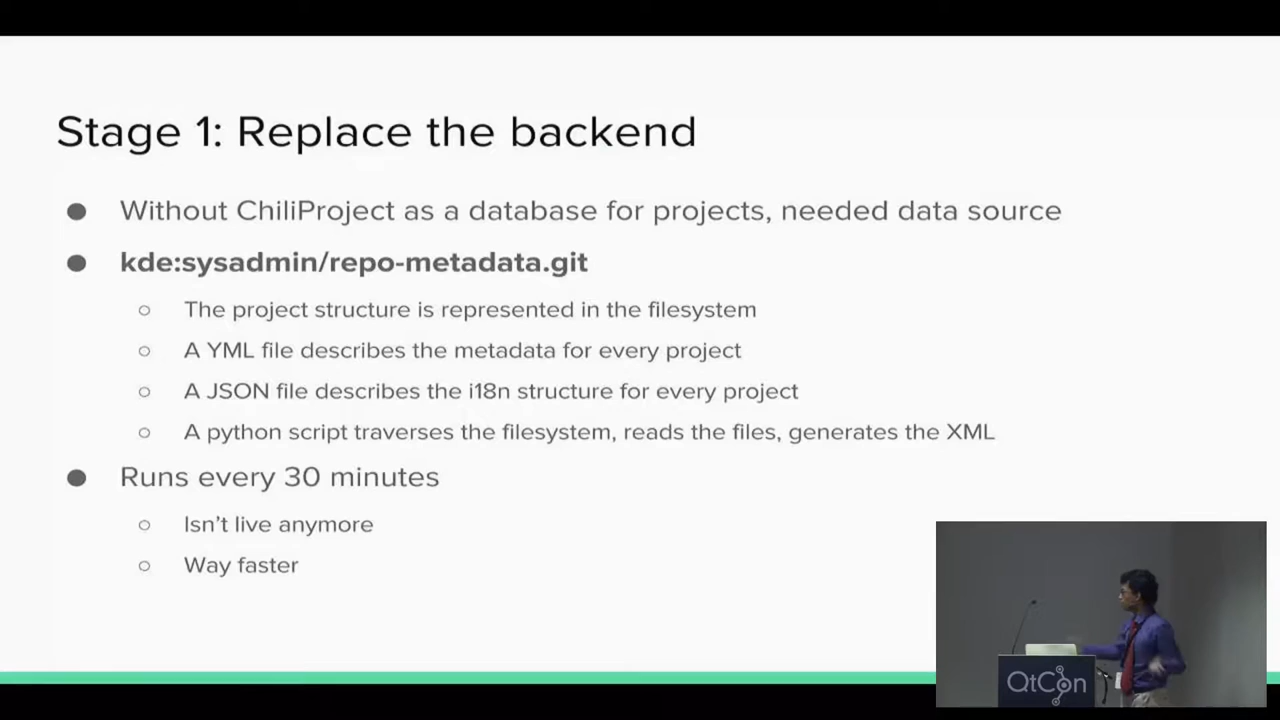 Stage 1: Replace the backend
Without ChiliProject as a database for projects, needed data source
kde:sysadmin/repo-metadata.git
The project structure is represented in the filesystem
A YML file describes the metadata for every project
A JSON file describes the i18n structure for every project
A python script traverses the filesystem, reads the files, generates the XML
Runs every 30 minutes
Isn't live anymore
Way faster
QtCon